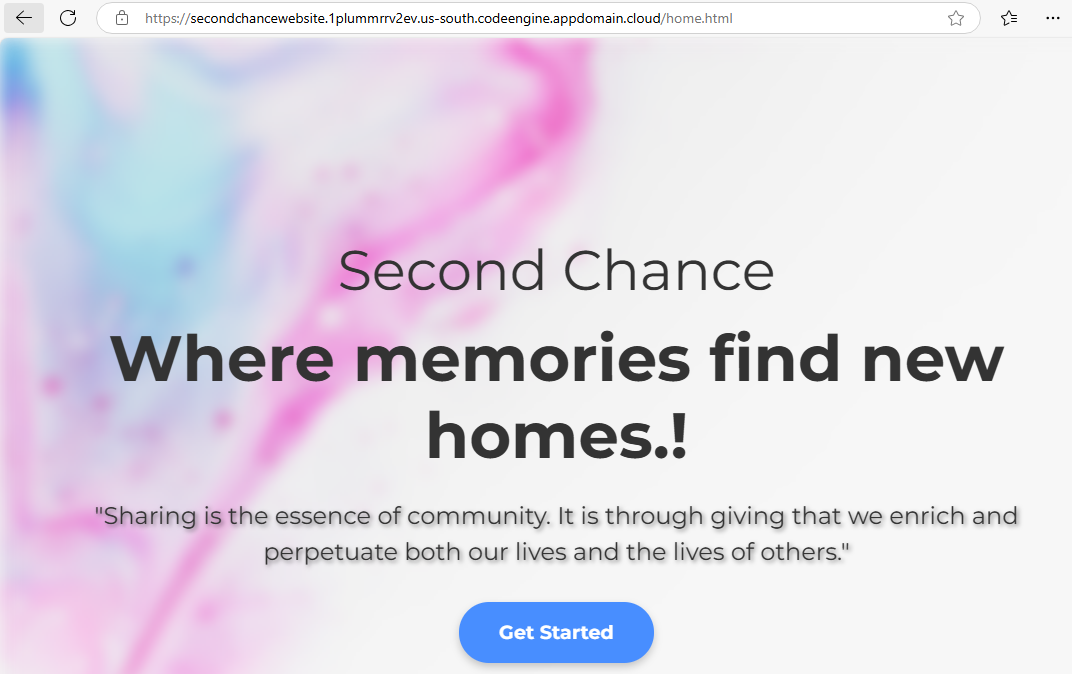 https://secondchancewebsite.1plummrrv2ev.us-south.codeengine.appdomain.cloud/home.html
Second Chance
Where memories find new
homes.!
"Sharing is the essence of community. It is through giving that we enrich and
perpetuate both our lives and the lives of others."
Get Started